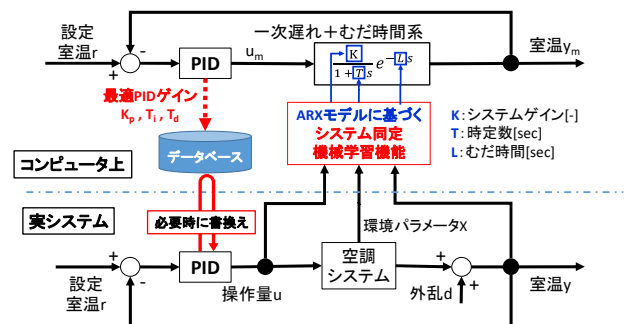 設定
室温r
+
-
PID
um
一次遅れ+むだ時間系
K
1+Ts
e-Ls
室温ym
最適PIDゲイン
Kp , Ti , Td
データベース
ARXモデルに基づく
システム同定
機械学習機能
K:システムゲイン[-]
T:時定数[sec]
L:むだ時間[sec]
コンピュータ上
実システム
必要時に書換え
環境パラメータX
+
-
設定
室温r
PID
操作量u
空調
システム
+
+
外乱d
室温y